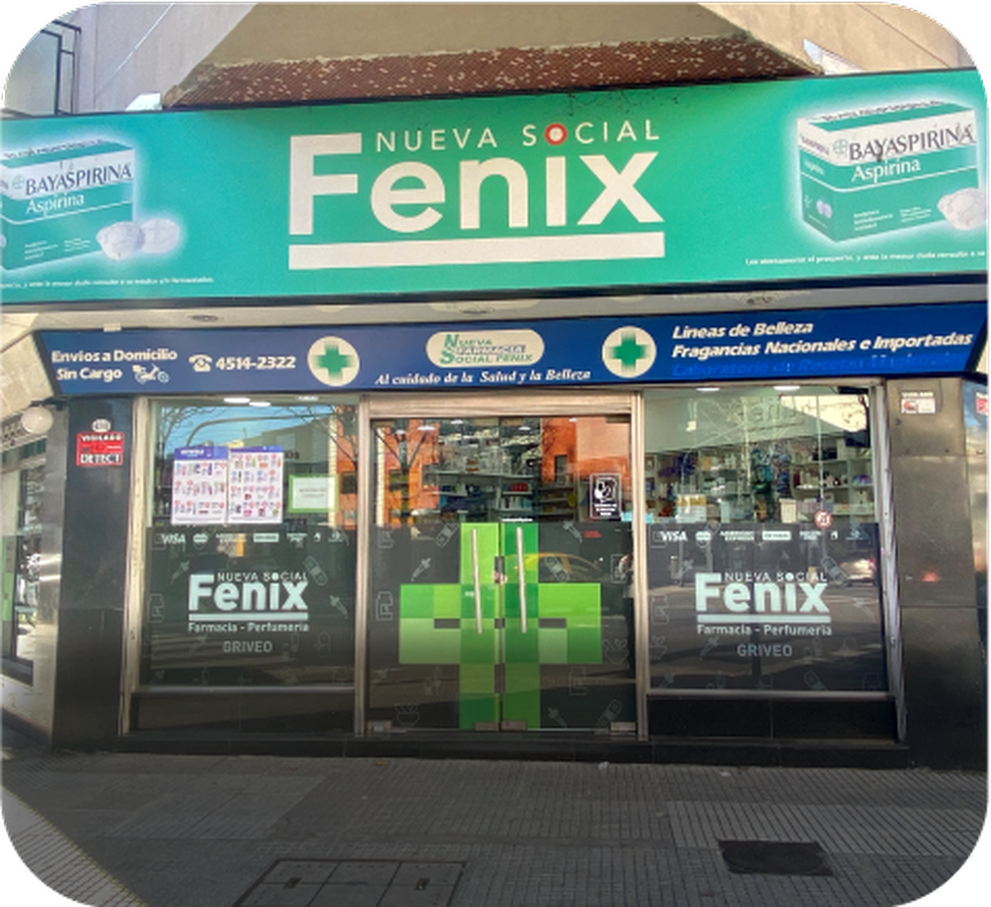 NUEVA SOCIAL
Fenix
BAYASPIRINA
Aspirina
BAYASPIRINA
Aspirina
Envios a Domicilio
Sin Cargo
4514-2322
NUEVA
FARMACIA
SOCIAL FENIX
Al cuidado de la Salud y la Belleza
Lineas de Belleza
Fragancias Nacionales e Importadas
VIGILADO
DETECT
VISA
NUEVA SOCIAL
Fenix
Farmacia - Perfumeria
GRIVEO
VISA
NUEVA SOCIAL
Fenix
Farmacia - Perfumeria
GRIVEO